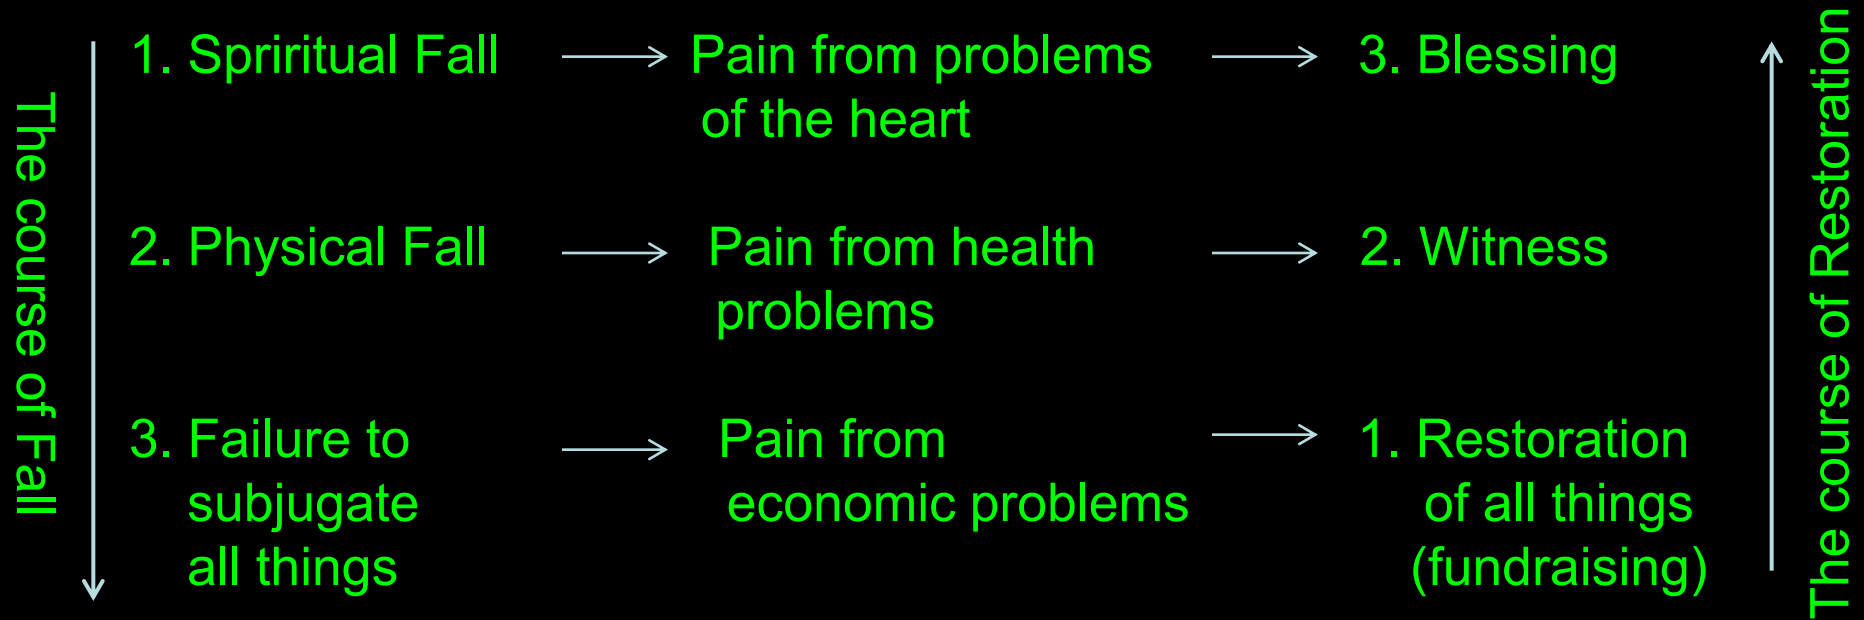 The course of Fall
1. Spriritual Fall
Pain from problems
of the heart
3. Blessing
2. Physical Fall
Pain from health
problems
2. Witness
3. Failure to
subjugate
all things
Pain from
economic problems
1. Restoration
of all things
(fundraising)
The course of Restoration